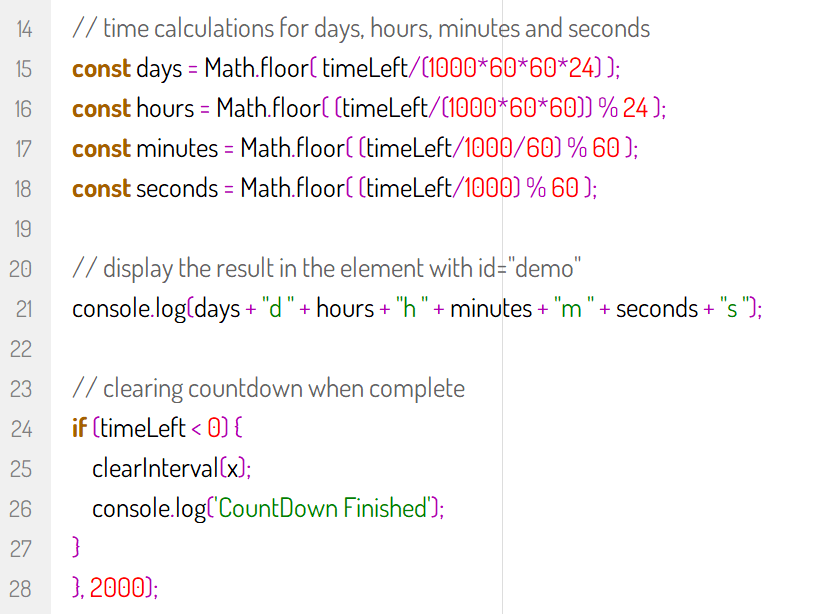 14 // time calculations for days, hours, minutes and seconds
15 const days = Math.floor( timeLeft/(1000*60*60*24) );
16 const hours = Math.floor( (timeLeft/(1000*60*60)) % 24 );
17 const minutes = Math.floor( (timeLeft/1000/60) % 60 );
18 const seconds = Math.floor( (timeLeft/1000) % 60 );
19
20 // display the result in the element with id="demo"
21 console.log(days + "d " + hours + "h " + minutes + "m " + seconds + "s ");
22
23 // clearing countdown when complete
24 if (timeLeft < 0) {
25 clearInterval(x);
26 console.log('CountDown Finished');
27 }
28 }, 2000);